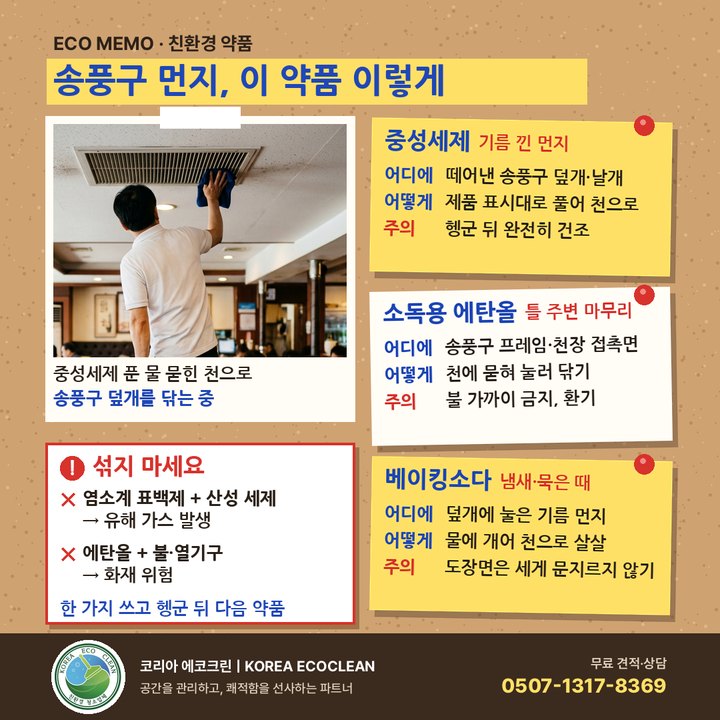 ECO MEMO · 친환경 약품
송풍구 먼지, 이 약품 이렇게
중성세제 푼 물 묻힌 천으로
송풍구 덮개를 닦는 중
! 섞지 마세요
✕ 염소계 표백제 + 산성 세제
→ 유해 가스 발생
✕ 에탄올 + 불·열기구
→ 화재 위험
한 가지 쓰고 헹군 뒤 다음 약품
중성세제 기름 낀 먼지
어디에 떼어낸 송풍구 덮개·날개
어떻게 제품 표시대로 풀어 천으로
주의 헹군 뒤 완전히 건조
소독용 에탄올 틀 주변 마무리
어디에 송풍구 프레임·천장 접촉면
어떻게 천에 묻혀 눌러 닦기
주의 불 가까이 금지, 환기
베이킹소다 냄새·묵은 때
어디에 덮개에 눌은 기름 먼지
어떻게 물에 개어 천으로 살살
주의 도장면은 세게 문지르지 않기
KOREA ECO CLEAN
친환경 청소업체
코리아 에코크린 | KOREA ECOCLEAN
공간을 관리하고, 쾌적함을 선사하는 파트너
무료 견적·상담
0507-1317-8369